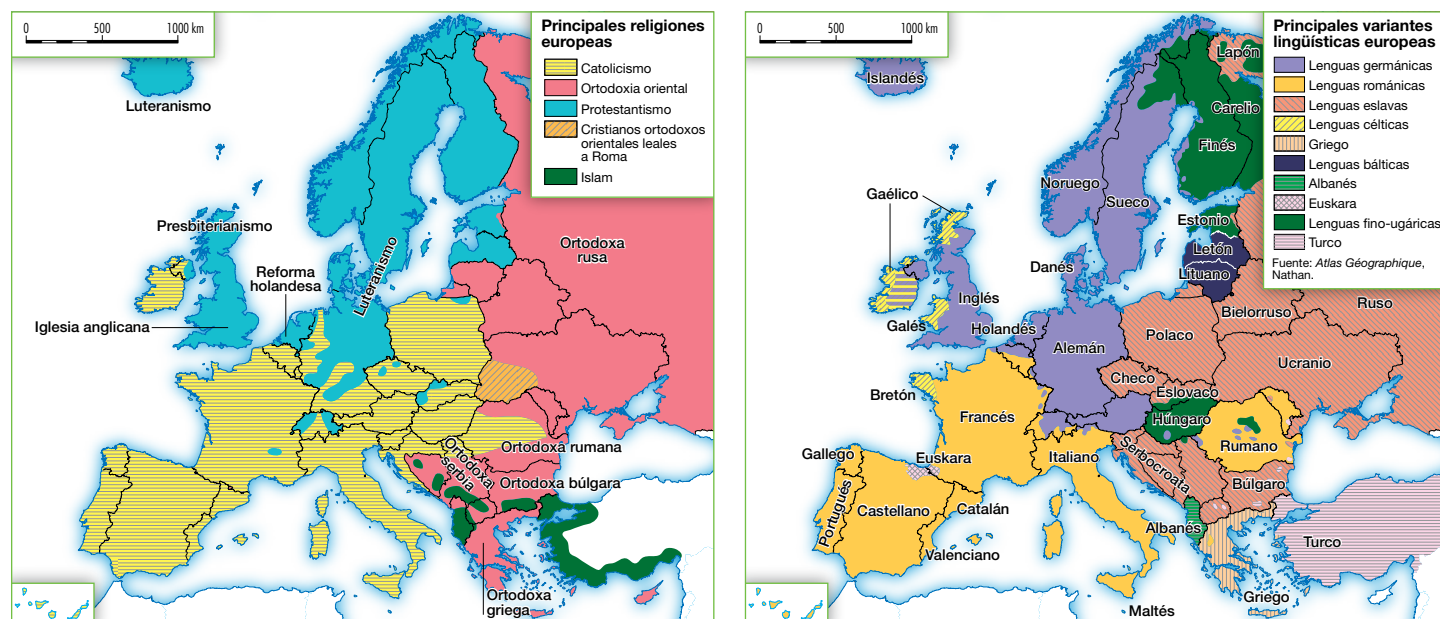 0 500 1000 km
Principales religiones
europeas
Catolicismo
Ortodoxia oriental
Protestantismo
Cristianos ortodoxos
orientales leales
a Roma
Islam
Luteranismo
Presbiterianismo
Reforma
holandesa
Luteranismo
Ortodoxa
rusa
Iglesia anglicana
Ortodoxa rumana
Ortodoxa
serbia
Ortodoxa búlgara
Ortodoxa
griega
0 500 1000 km
Principales variantes
lingüísticas europeas
Lenguas germánicas
Lenguas románicas
Lenguas eslavas
Lenguas célticas
Griego
Lenguas bálticas
Albanés
Euskara
Lenguas fino-ugáricas
Turco
Fuente: Atlas Géographique,
Nathan.
Islandés
Lapón
Carelio
Finés
Noruego
Sueco
Gaélico
Estonio
Letón
Danés
Lituano
Inglés
Ruso
Bielorruso
Galés
Holandés
Polaco
Alemán
Ucranio
Checo
Eslovaco
Bretón
Francés
Húngaro
Rumano
Gallego
Euskara
Italiano
Serbocroata
Búlgaro
Portugués
Castellano
Catalán
Albanés
Valenciano
Turco
Griego
Maltés